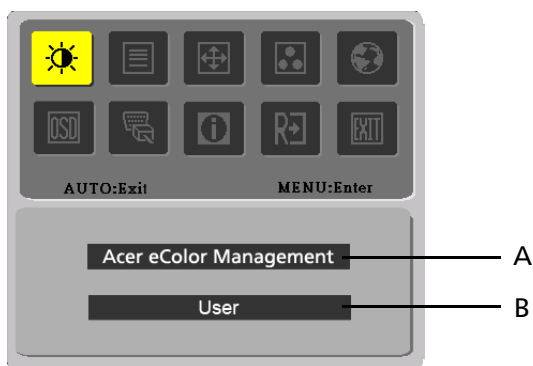 OSD R EXIT
AUTO:Exit MENU:Enter
Acer eColor Management A
User B